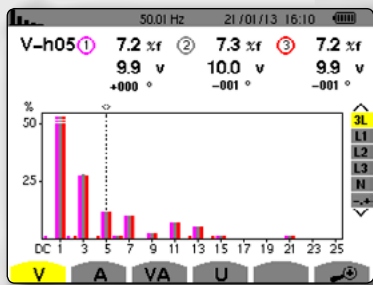 50.01 Hz 21/01/13 16:10
V-h05 1 7.2 %f 2 7.3 %f 3 7.2 %f
9.9 v 10.0 v 9.9 v
+000 ° -001 ° -001 °
%
50
25
DC 1 3 5 7 9 11 13 15 17 19 21 23 25
3L
L1
L2
L3
N
-.+
V A VA U